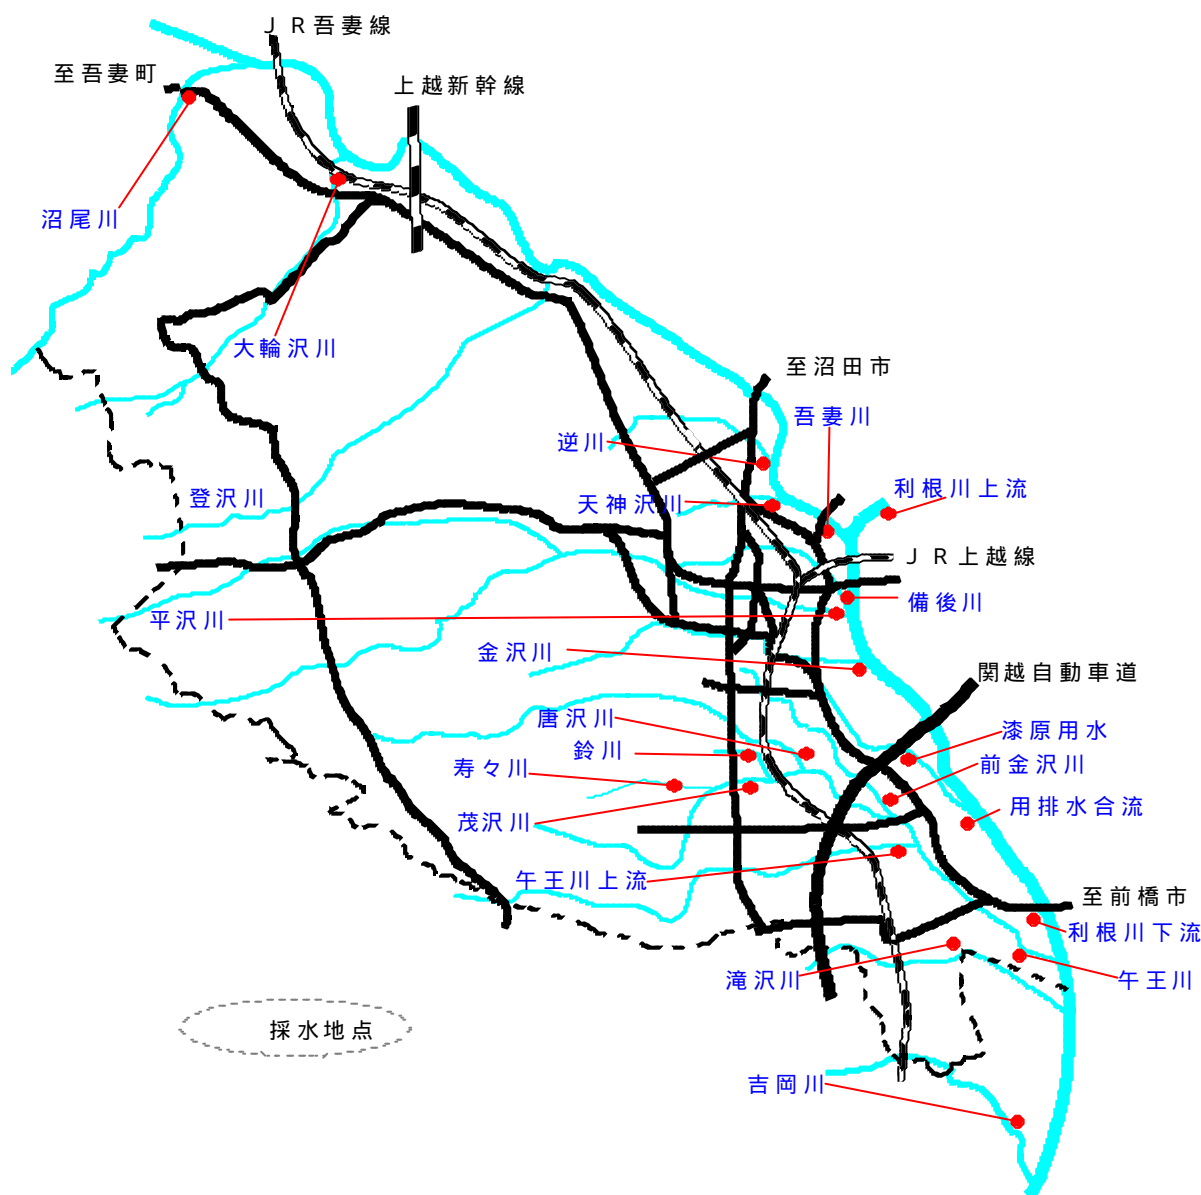 ＪＲ吾妻線
至吾妻町
上越新幹線
沼尾川
大輪沢川
至沼田市
吾妻川
逆川
利根川上流
登沢川
天神沢川
ＪＲ上越線
備後川
平沢川
金沢川
関越自動車道
唐沢川
漆原用水
鈴川
前金沢川
寿々川
用排水合流
茂沢川
午王川上流
至前橋市
利根川下流
滝沢川
午王川
採水地点
吉岡川